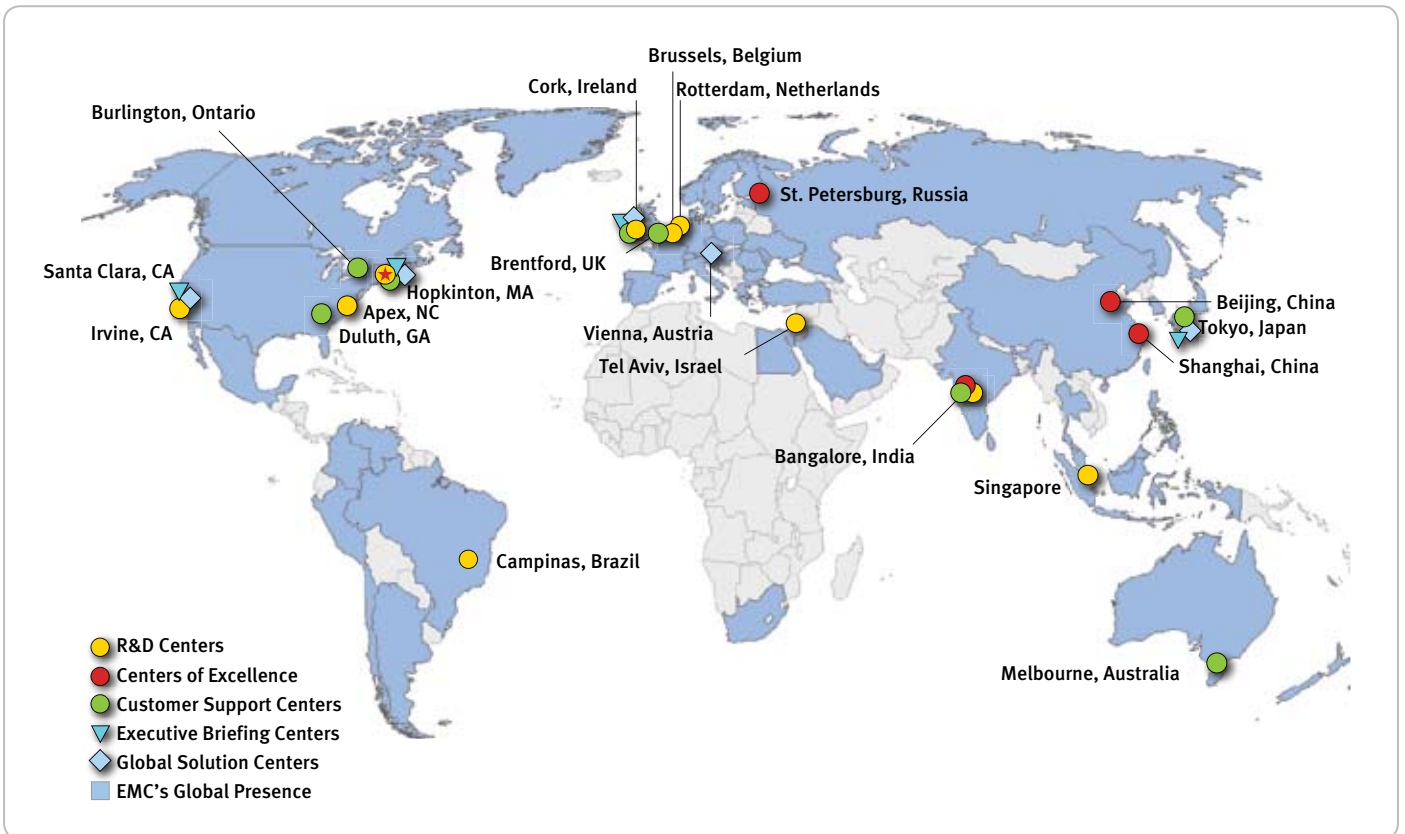 Brussels, Belgium
Cork, Ireland
Rotterdam, Netherlands
Burlington, Ontario
St. Petersburg, Russia
Brentford, UK
Santa Clara, CA
Hopkinton, MA
Beijing, China
Apex, NC
Tokyo, Japan
Irvine, CA
Duluth, GA
Vienna, Austria
Tel Aviv, Israel
Shanghai, China
Bangalore, India
Singapore
Campinas, Brazil
Melbourne, Australia
R&D Centers
Centers of Excellence
Customer Support Centers
Executive Briefing Centers
Global Solution Centers
EMC's Global Presence